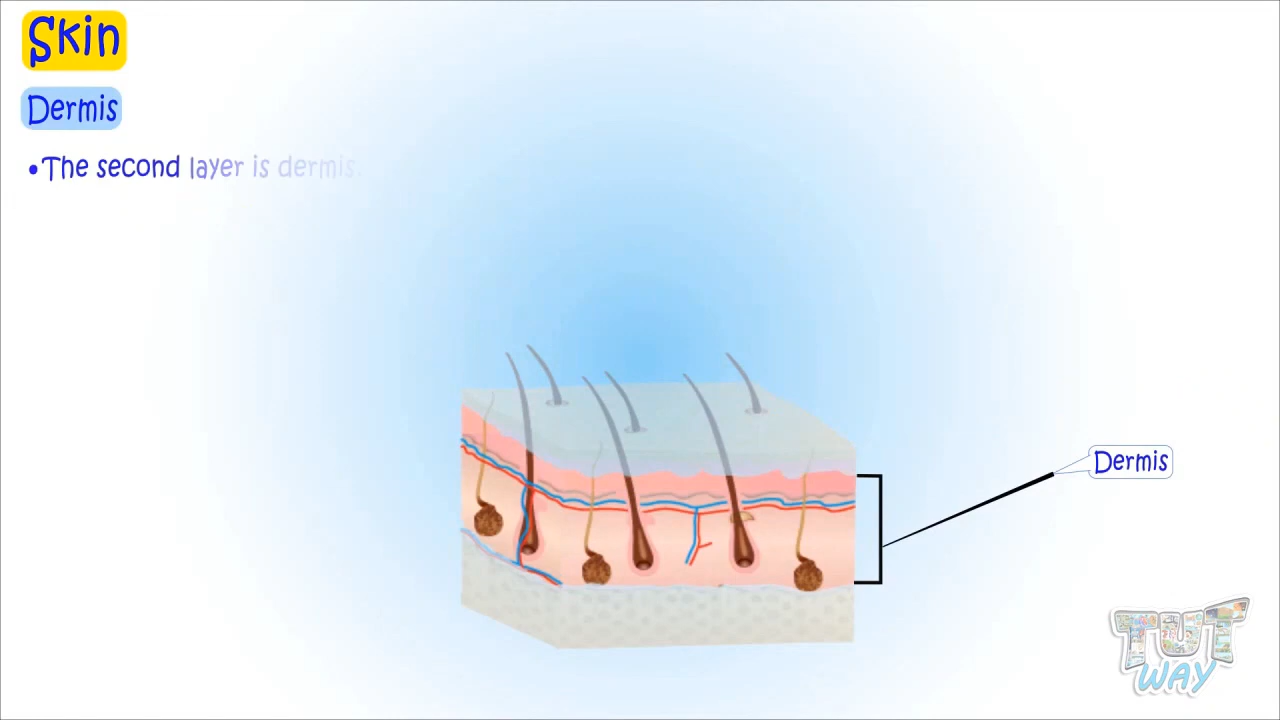 Skin
Dermis
•The second layer is dermis.
Dermis
TUT
WAY